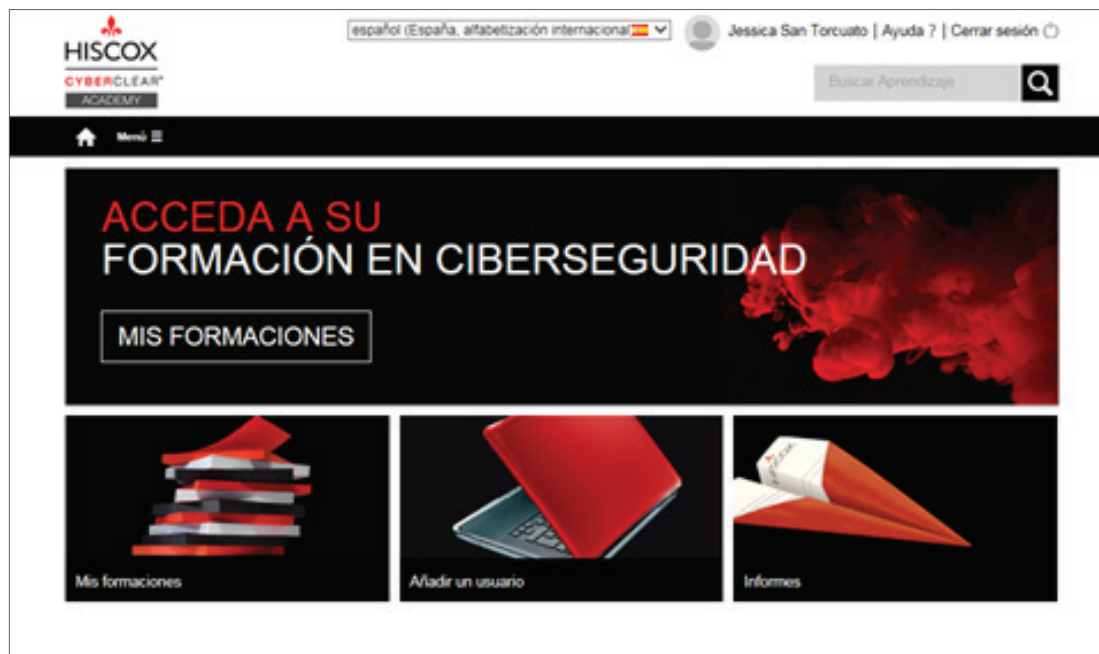 HISCOX
CYBERCLEAR®
ACADEMY
español (España, alfabetización internacional
Jessica San Torcuato | Ayuda ? | Cerrar sesión
Buscar Aprendizaje
Menú
ACCEDA A SU
FORMACIÓN EN CIBERSEGURIDAD
MIS FORMACIONES
HISCOX
Mis formaciones
Añadir un usuario
Informes